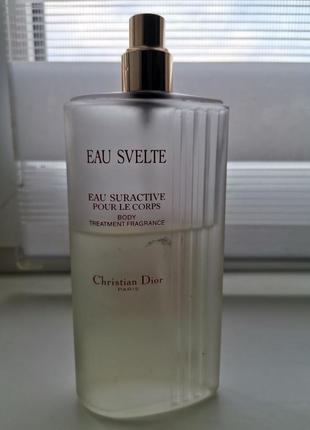 EAU SVELTE
EAU SURACTIVE
POUR LE CORPS
BODY
TREATMENT FRAGRANCE
Christian Dior
PARIS